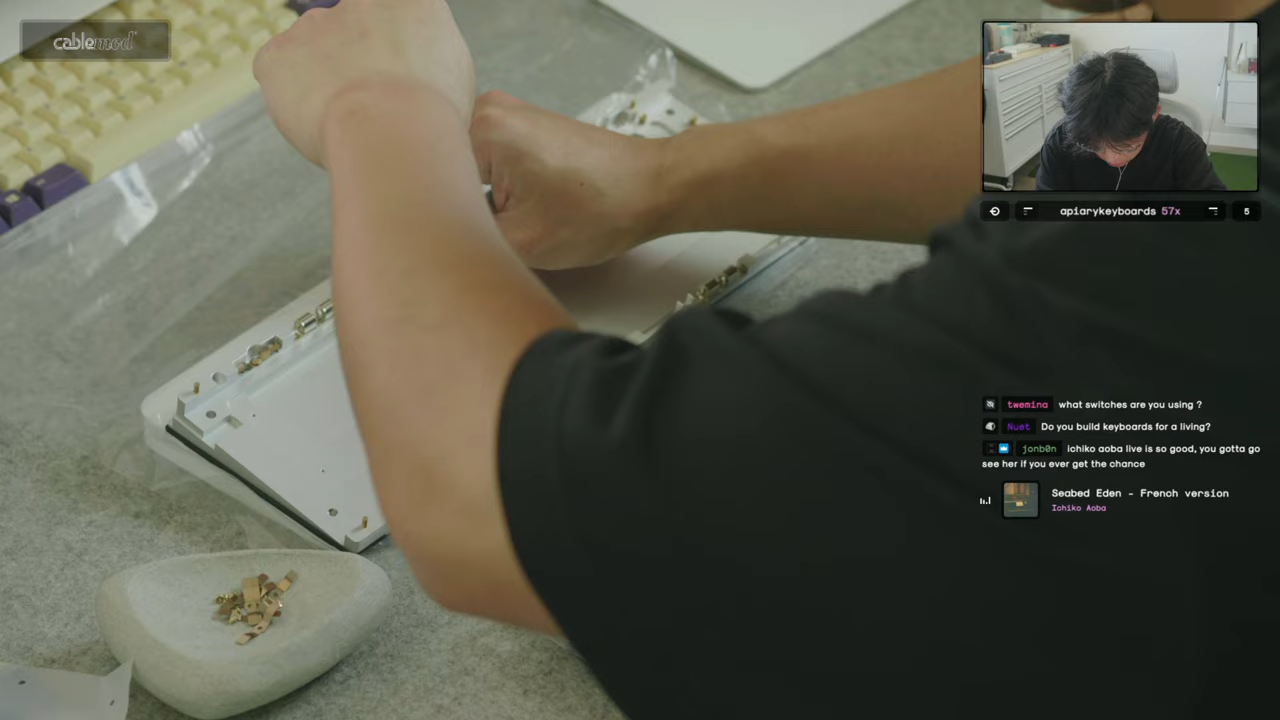 cablemod
apiarykeyboards 57x
5
twemina what switches are you using ?
Nuet Do you build keyboards for a living?
jonb0n ichiko aoba live is so good, you gotta go
see her if you ever get the chance
Seabed Eden - French version
Ichiko Aoba